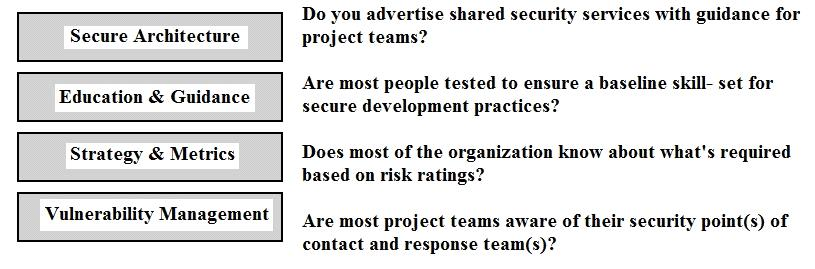 Secure Architecture
Do you advertise shared security services with guidance for
project teams?
Education & Guidance
Are most people tested to ensure a baseline skill- set for
secure development practices?
Strategy & Metrics
Does most of the organization know about what's required
based on risk ratings?
Vulnerability Management
Are most project teams aware of their security point(s) of
contact and response team(s)?